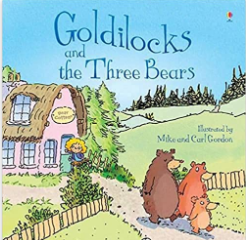 Goldilocks
and
the Three Bears
Illustrated by
Mike and Carl Gordon